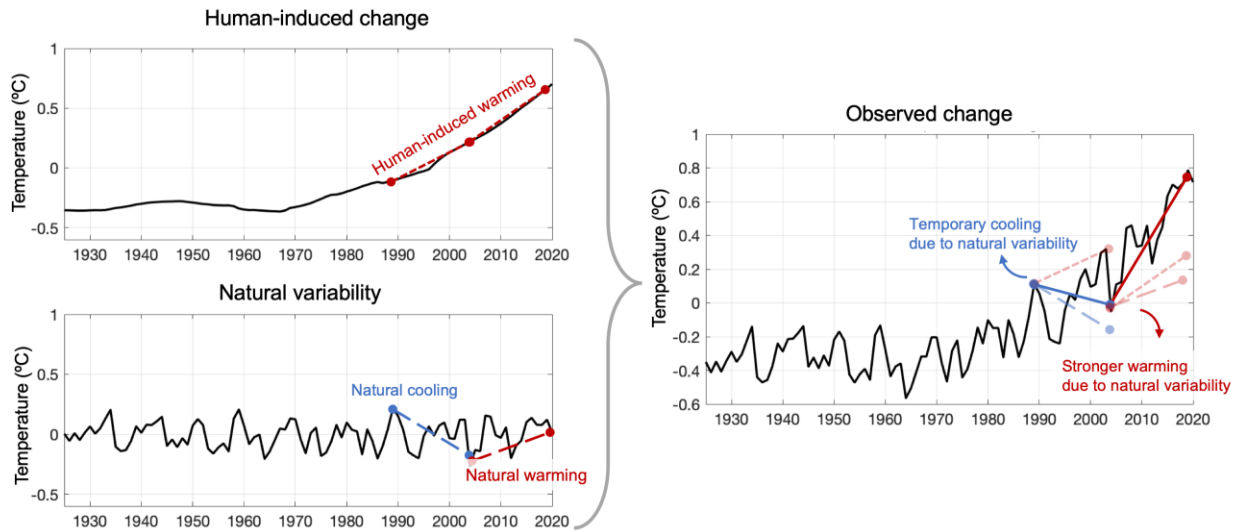 Human-induced change
Temperature (ºC)
1
0.5
0
-0.5
Human-induced warming
1930 1940 1950 1960 1970 1980 1990 2000 2010 2020
Natural variability
Temperature (ºC)
1
0.5
0
-0.5
Natural cooling
Natural warming
1930 1940 1950 1960 1970 1980 1990 2000 2010 2020
Observed change
Temperature (ºC)
1
0.8
0.6
0.4
0.2
0
-0.2
-0.4
-0.6
Temporary cooling
due to natural variability
Stronger warming
due to natural variability
1930 1940 1950 1960 1970 1980 1990 2000 2010 2020